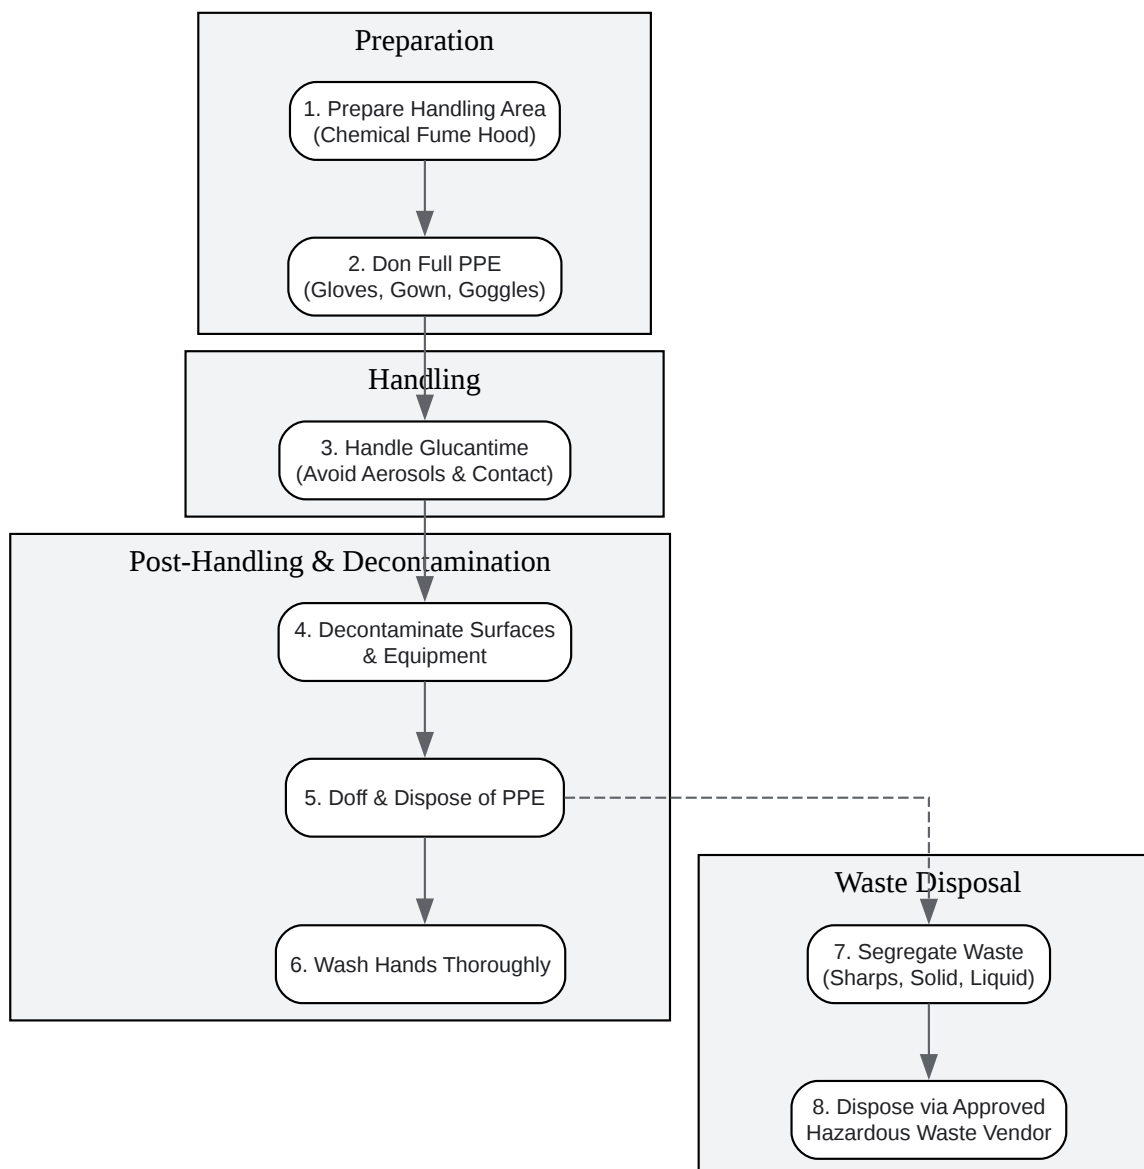 Preparation
1. Prepare Handling Area
(Chemical Fume Hood)
2. Don Full PPE
(Gloves, Gown, Goggles)
Handling
3. Handle Glucantime
(Avoid Aerosols & Contact)
Post-Handling & Decontamination
4. Decontaminate Surfaces
& Equipment
5. Doff & Dispose of PPE
6. Wash Hands Thoroughly
Waste Disposal
7. Segregate Waste
(Sharps, Solid, Liquid)
8. Dispose via Approved
Hazardous Waste Vendor